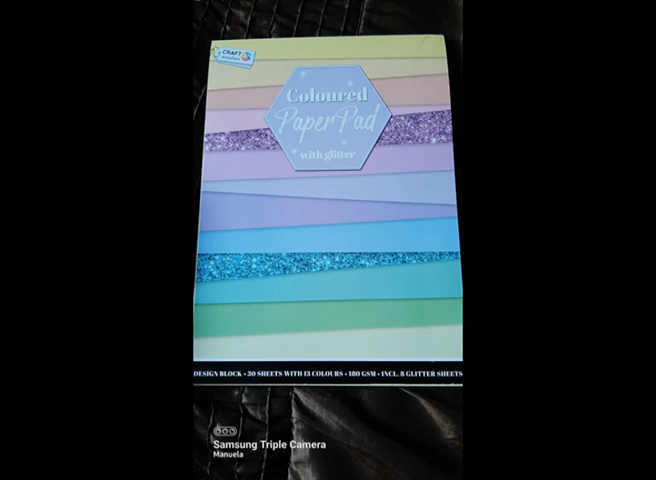 CRAFT
Coloured
Paper Pad
with glitter
DESIGN BLOCK • 30 SHEETS WITH 13 COLOURS • 180 GSM • INCL. 8 GLITTER SHEETS
Samsung Triple Camera
Manuela